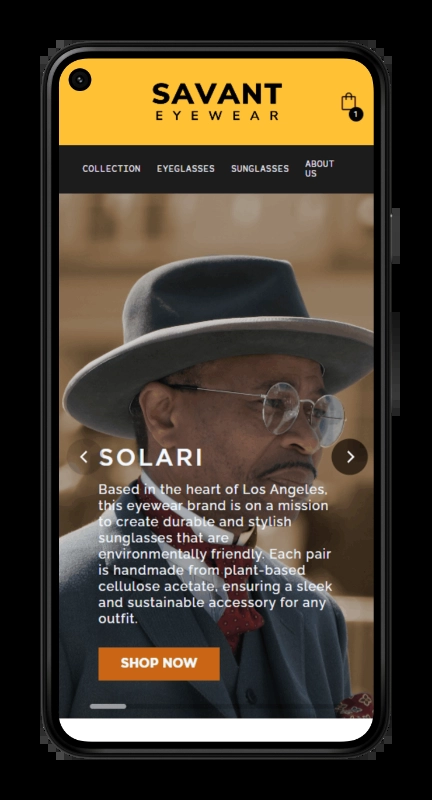 SAVANT
EYEWEAR
1
COLLECTION EYEGLASSES SUNGLASSES ABOUT
US
SOLARI
Based in the heart of Los Angeles,
this eyewear brand is on a mission
to create durable and stylish
sunglasses that are
environmentally friendly. Each pair
is handmade from plant-based
cellulose acetate, ensuring a sleek
and sustainable accessory for any
outfit.
SHOP NOW